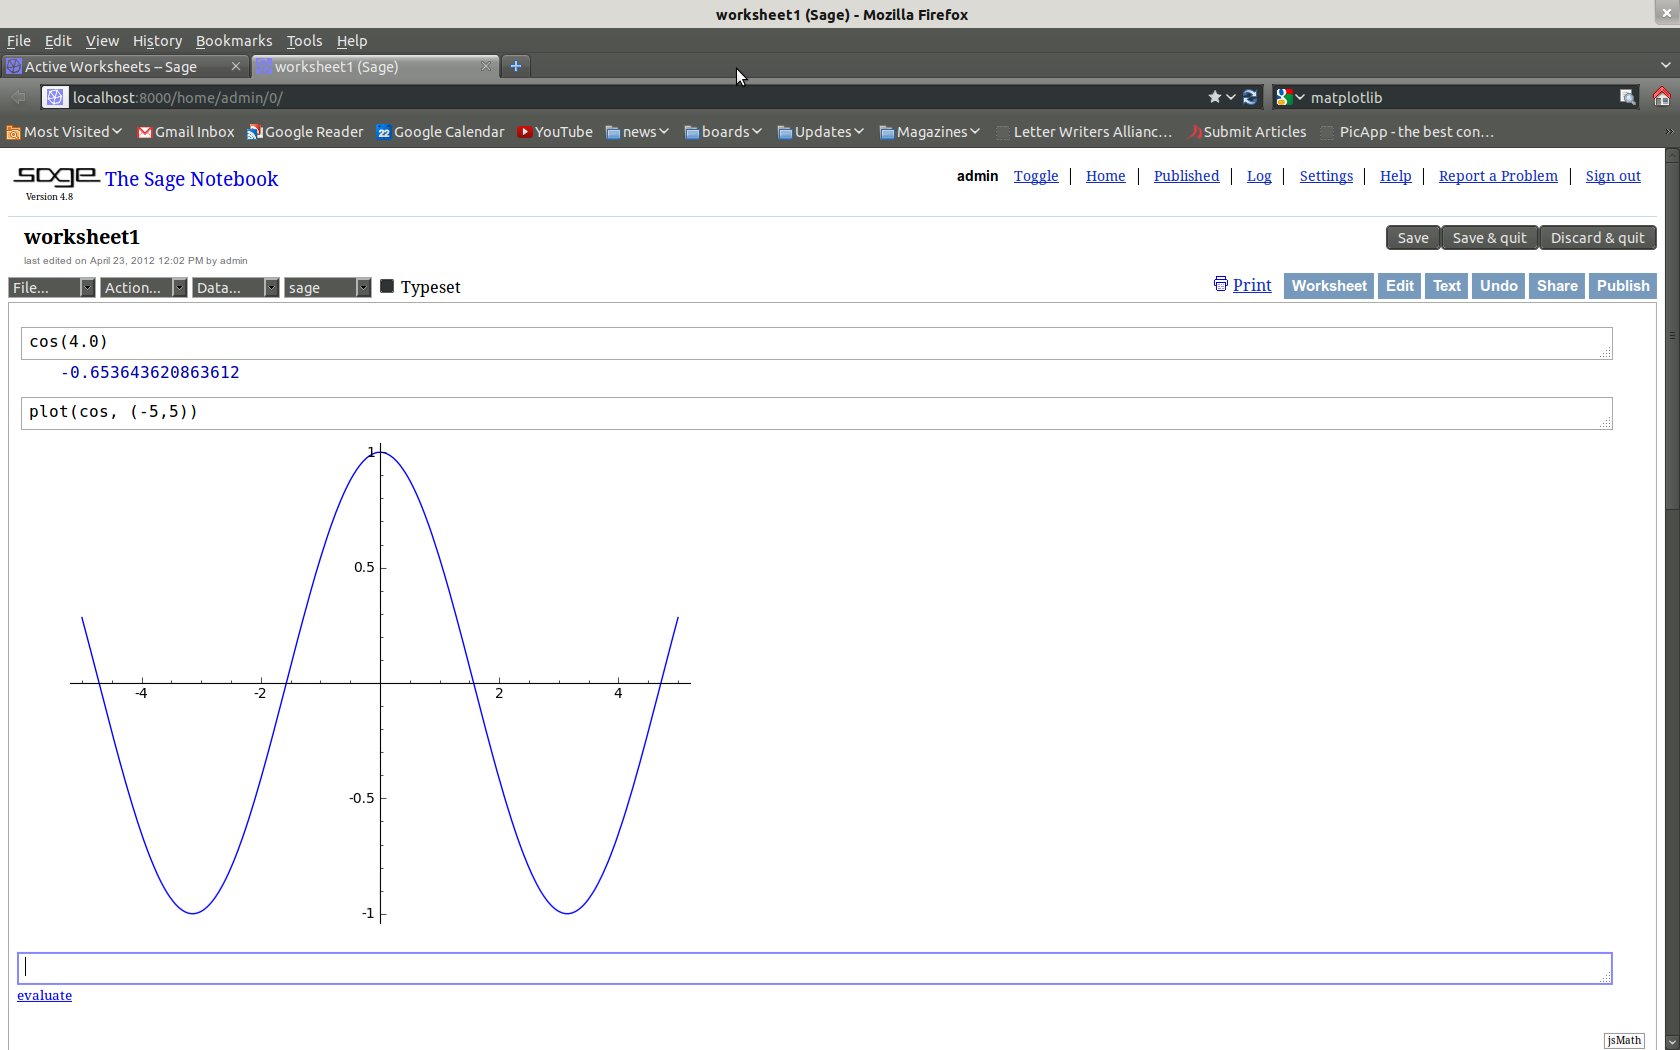 worksheet1 (Sage) - Mozilla Firefox
File Edit View History Bookmarks Tools Help
Active Worksheets – Sage worksheet1 (Sage)
localhost:8000/home/admin/0/ matplotlib
Most Visited Gmail Inbox Google Reader 22 Google Calendar YouTube news boards Updates Magazines Letter Writers Allianc... Submit Articles PicApp - the best con...
sage The Sage Notebook admin Toggle Home Published Log Settings Help Report a Problem Sign out
Version 4.8
worksheet1 Save Save & quit Discard & quit
last edited on April 23, 2012 12:02 PM by admin
File... Action... Data... sage Typeset Print Worksheet Edit Text Undo Share Publish
cos(4.0)
-0.653643620863612
plot(cos, (-5,5))
1
0.5
-4 -2 2 4
-0.5
-1
evaluate
jsMath